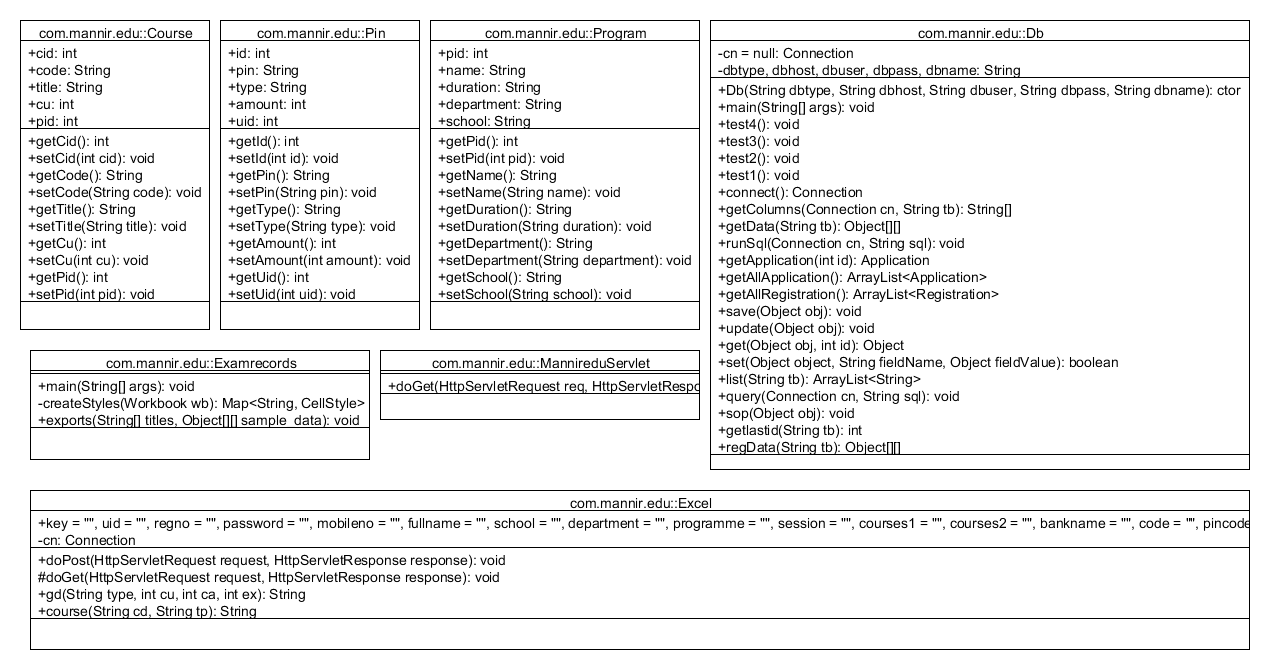 com.mannir.edu::Course
+cid: int
+code: String
+title: String
+cu: int
+pid: int
+getCid(): int
+setCid(int cid): void
+getCode(): String
+setCode(String code): void
+getTitle(): String
+setTitle(String title): void
+getCu(): int
+setCu(int cu): void
+getPid(): int
+setPid(int pid): void
com.mannir.edu::Pin
+id: int
+pin: String
+type: String
+amount: int
+uid: int
+getId(): int
+setId(int id): void
+getPin(): String
+setPin(String pin): void
+getType(): String
+setType(String type): void
+getAmount(): int
+setAmount(int amount): void
+getUid(): int
+setUid(int uid): void
com.mannir.edu::Program
+pid: int
+name: String
+duration: String
+department: String
+school: String
+getPid(): int
+setPid(int pid): void
+getName(): String
+setName(String name): void
+getDuration(): String
+setDuration(String duration): void
+getDepartment(): String
+setDepartment(String department): void
+getSchool(): String
+setSchool(String school): void
com.mannir.edu::Db
-cn = null: Connection
-dbtype, dbhost, dbuser, dbpass, dbname: String
+Db(String dbtype, String dbhost, String dbuser, String dbpass, String dbname): ctor
+main(String[] args): void
+test4(): void
+test3(): void
+test2(): void
+test1(): void
+connect(): Connection
+getColumns(Connection cn, String tb): String[]
+getData(String tb): Object[][]
+runSql(Connection cn, String sql): void
+getApplication(int id): Application
+getAllApplication(): ArrayList<Application>
+getAllRegistration(): ArrayList<Registration>
+save(Object obj): void
+update(Object obj): void
+get(Object obj, int id): Object
+set(Object object, String fieldName, Object fieldValue): boolean
+list(String tb): ArrayList<String>
+query(Connection cn, String sql): void
+sop(Object obj): void
+getlastid(String tb): int
+regData(String tb): Object[][]
com.mannir.edu::Examrecords
+main(String[] args): void
-createStyles(Workbook wb): Map<String, CellStyle>
+exports(String[] titles, Object[][] sample_data): void
com.mannir.edu::MannireduServlet
+doGet(HttpServletRequest req, HttpServletRespo
com.mannir.edu::Excel
+key = "", uid = "", regno = "", password = "", mobileno = "", fullname = "", school = "", department = "", programme = "", session = "", courses1 = "", courses2 = "", bankname = "", code = "", pincode
-cn: Connection
+doPost(HttpServletRequest request, HttpServletResponse response): void
#doGet(HttpServletRequest request, HttpServletResponse response): void
+gd(String type, int cu, int ca, int ex): String
+course(String cd, String tp): String